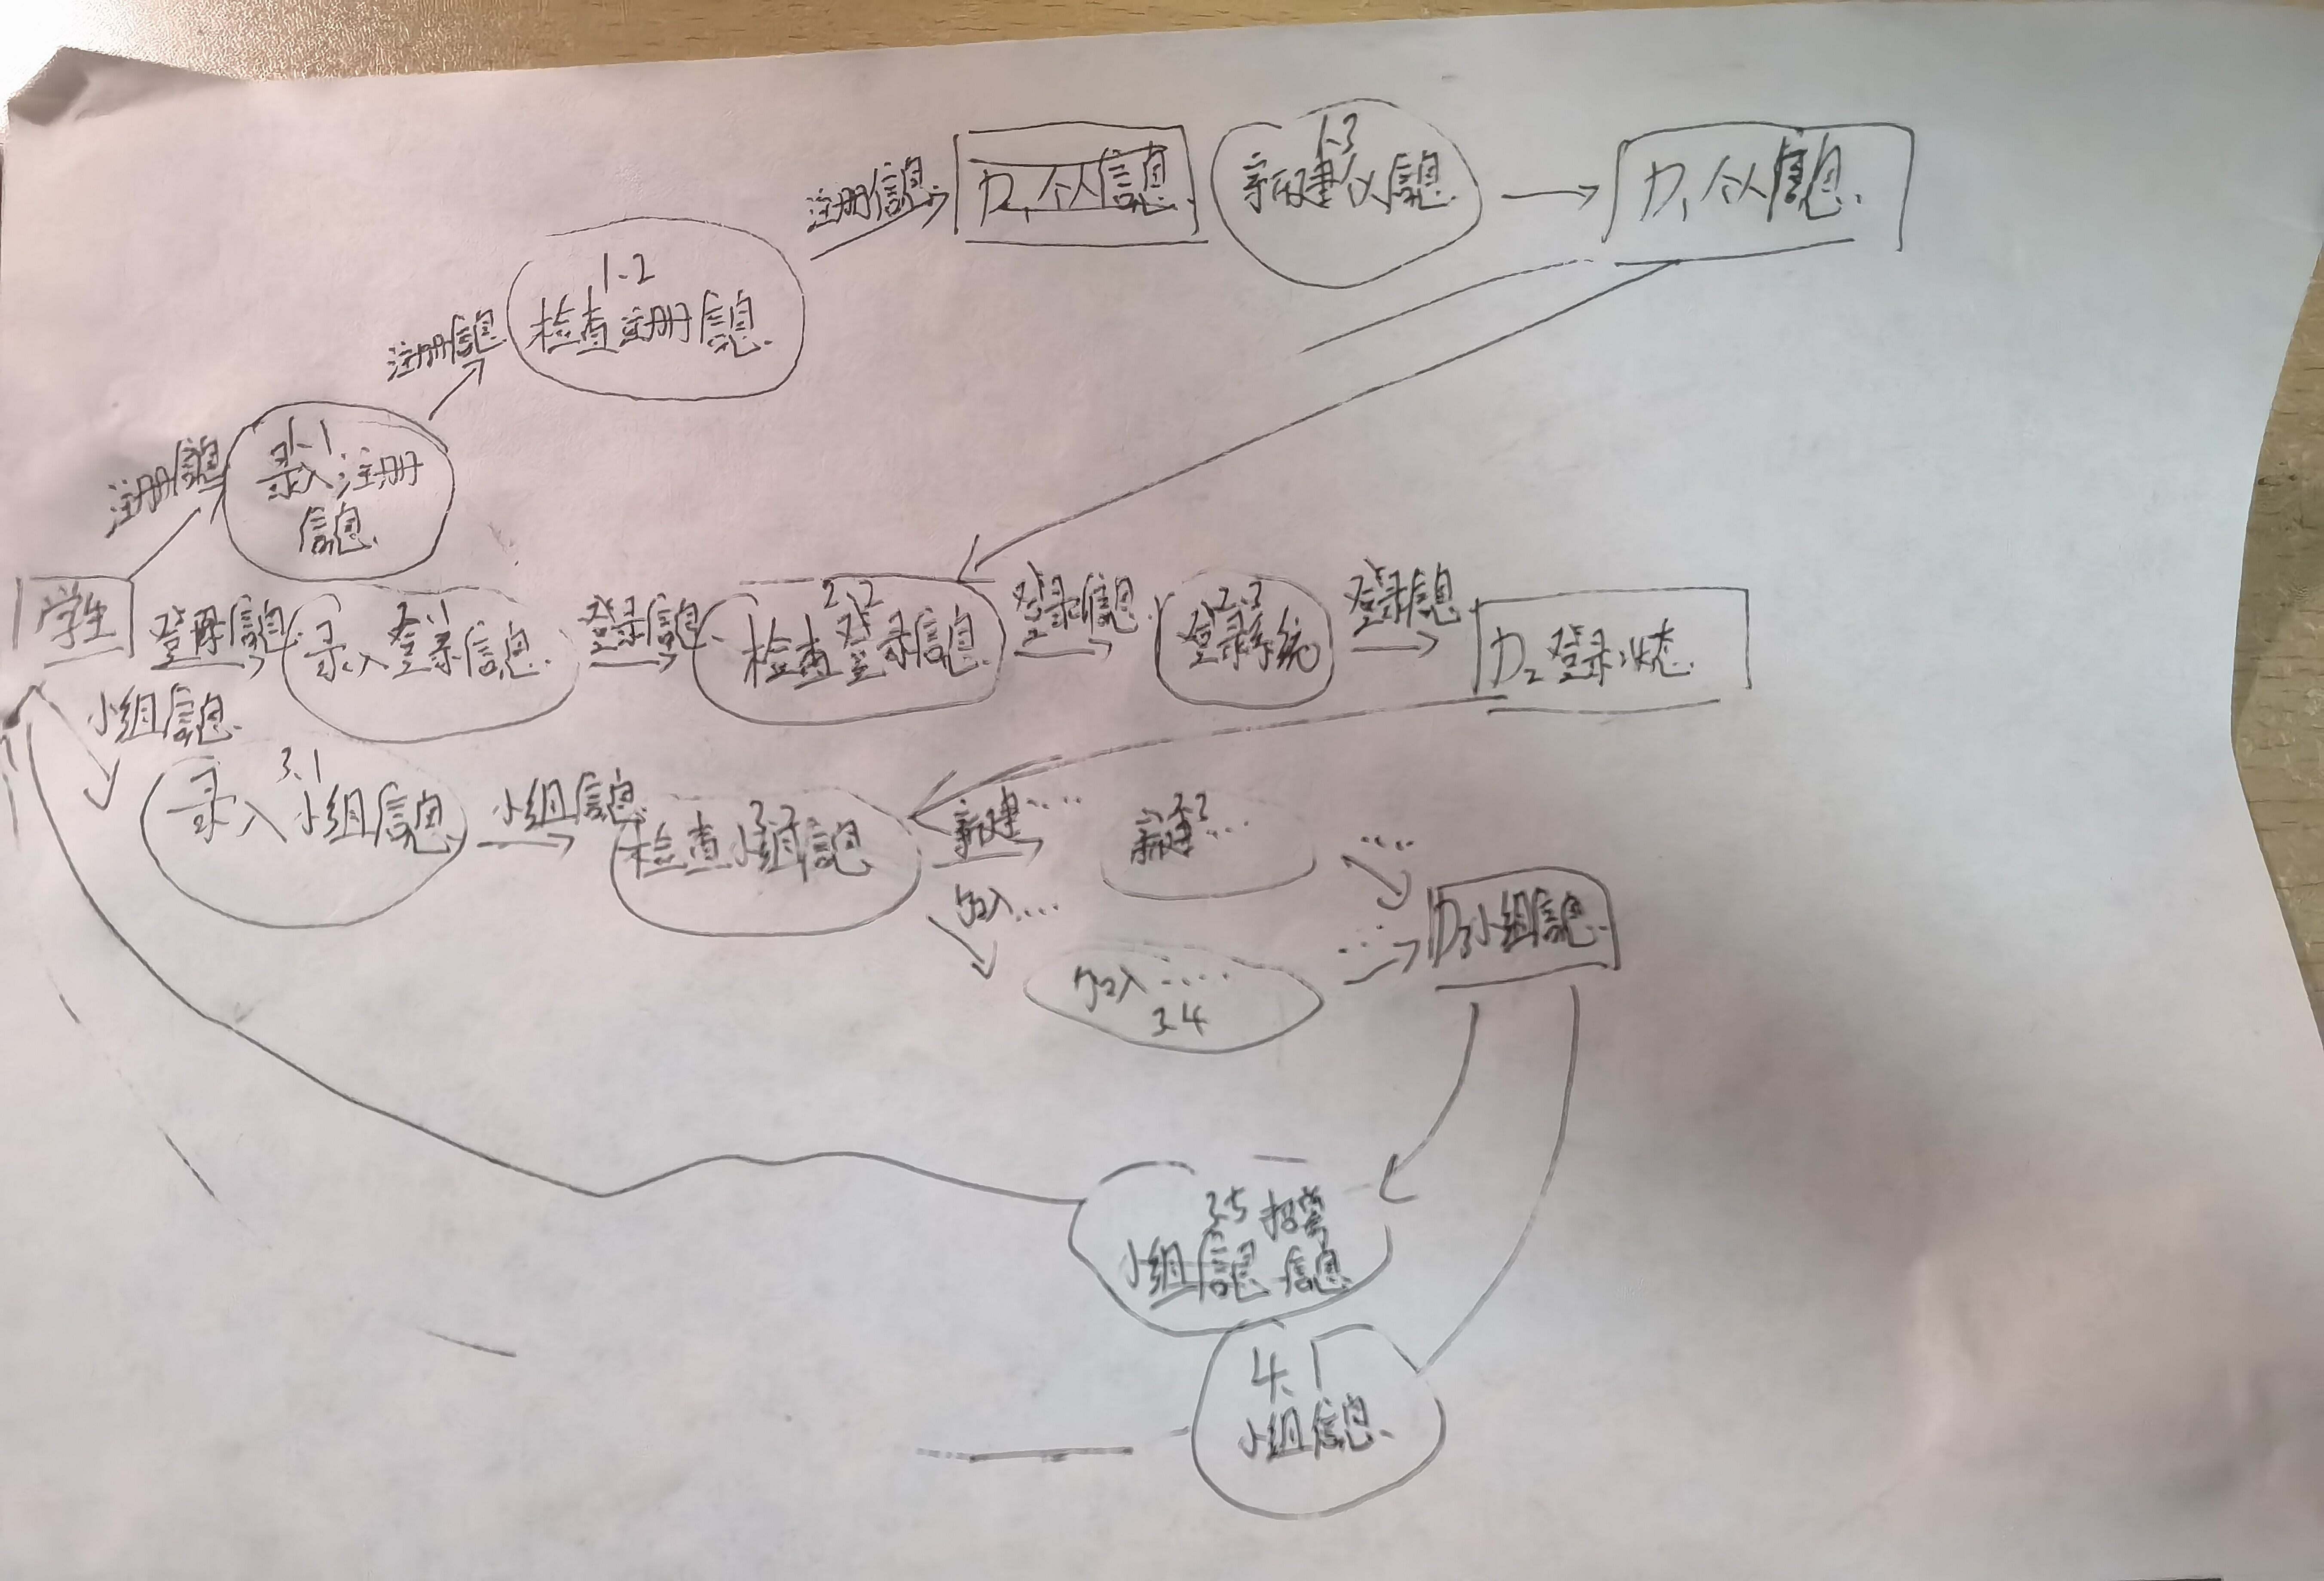 1.3
注册信息
D1 个人信息
新建个人信息
D1 个人信息
1.2
注册信息
检查注册信息
1.1
注册信息
录入注册
信息
学生
登录信息
2.1
录入登录信息
登录信息
2.2
检查登录信息
登录信息
2.3
登录系统
登录信息
D2 登录状态
小组信息
3.1
录入小组信息
小组信息
3.2
检查小组信息
新建……
3.3
新建……
……
加入……
加入……
3.4
……
D3 小组信息
3.5 报警
小组信息 信息
4.1
小组信息